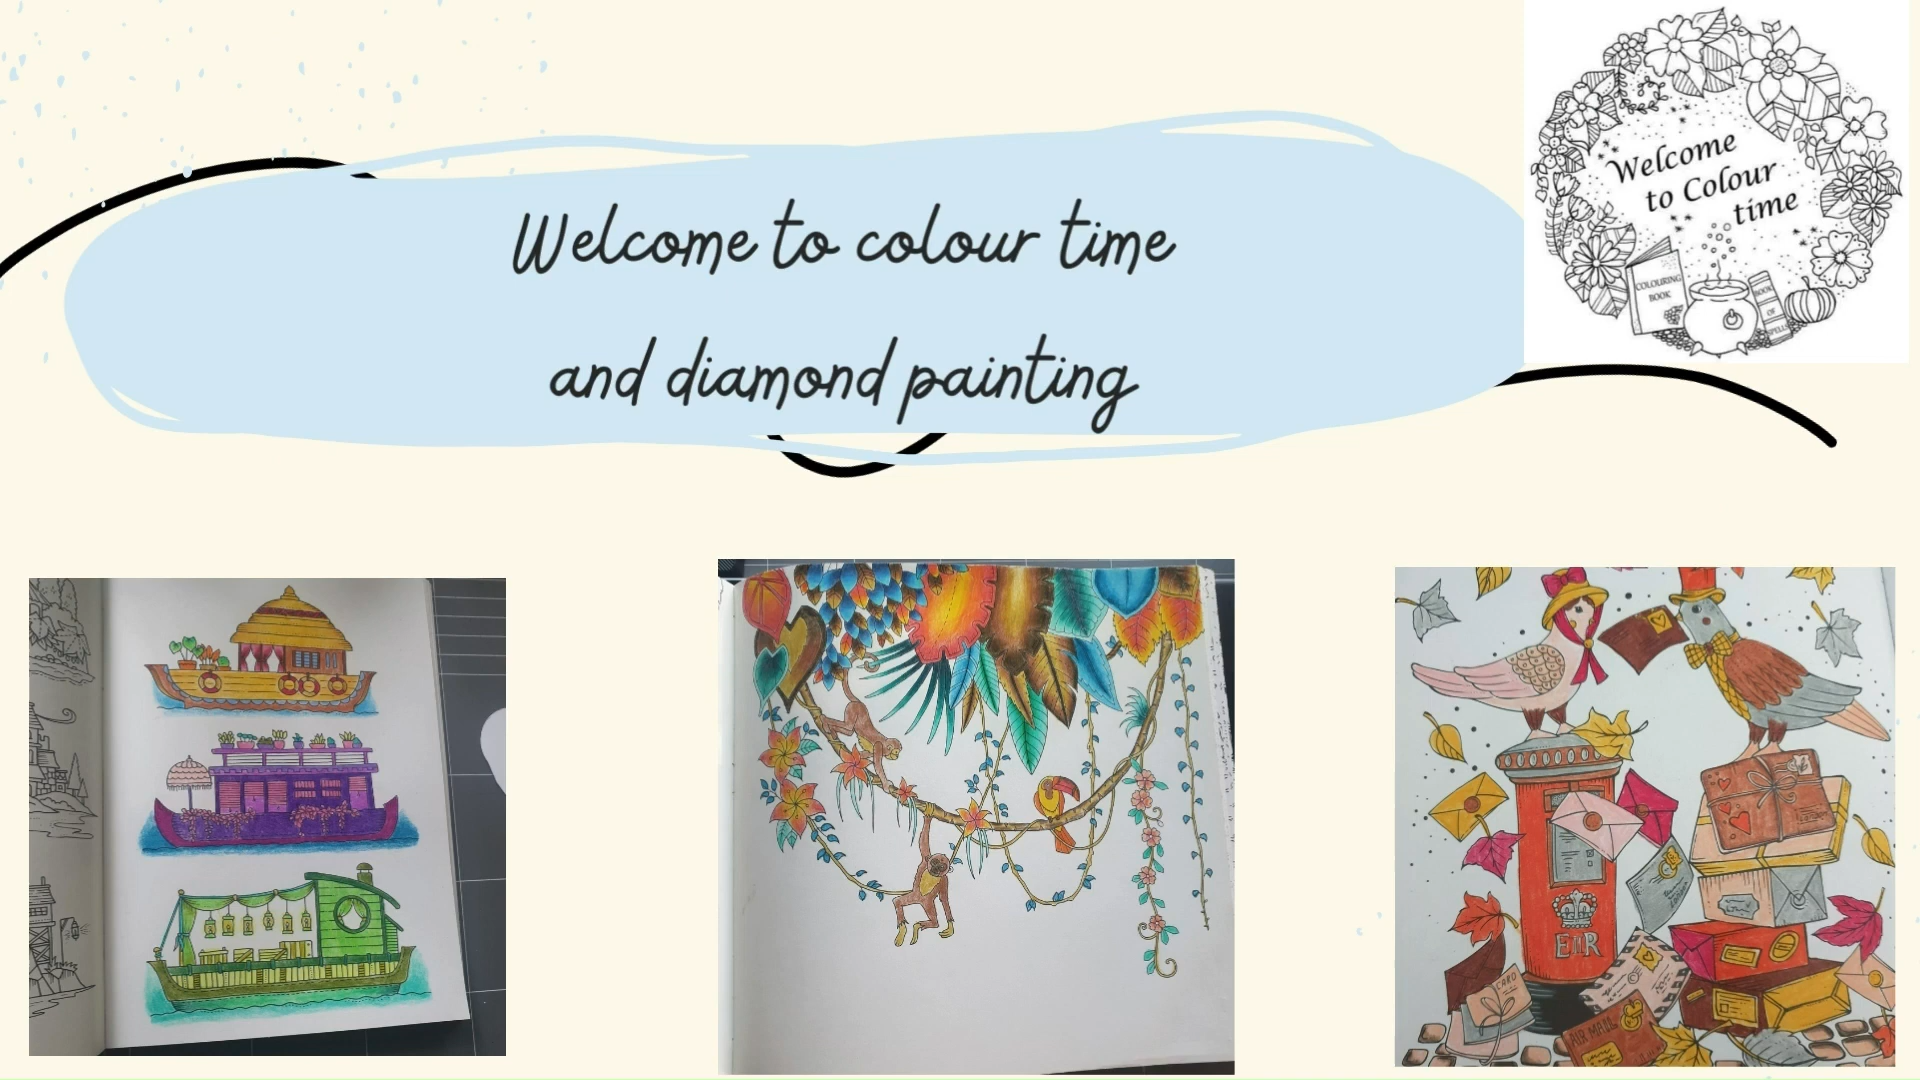 Welcome to colour time
and diamond painting
Welcome
to Colour
time
COLOURING
BOOK
BOOK
OF
SPELLS
EIIR
CARD
AIR MAIL